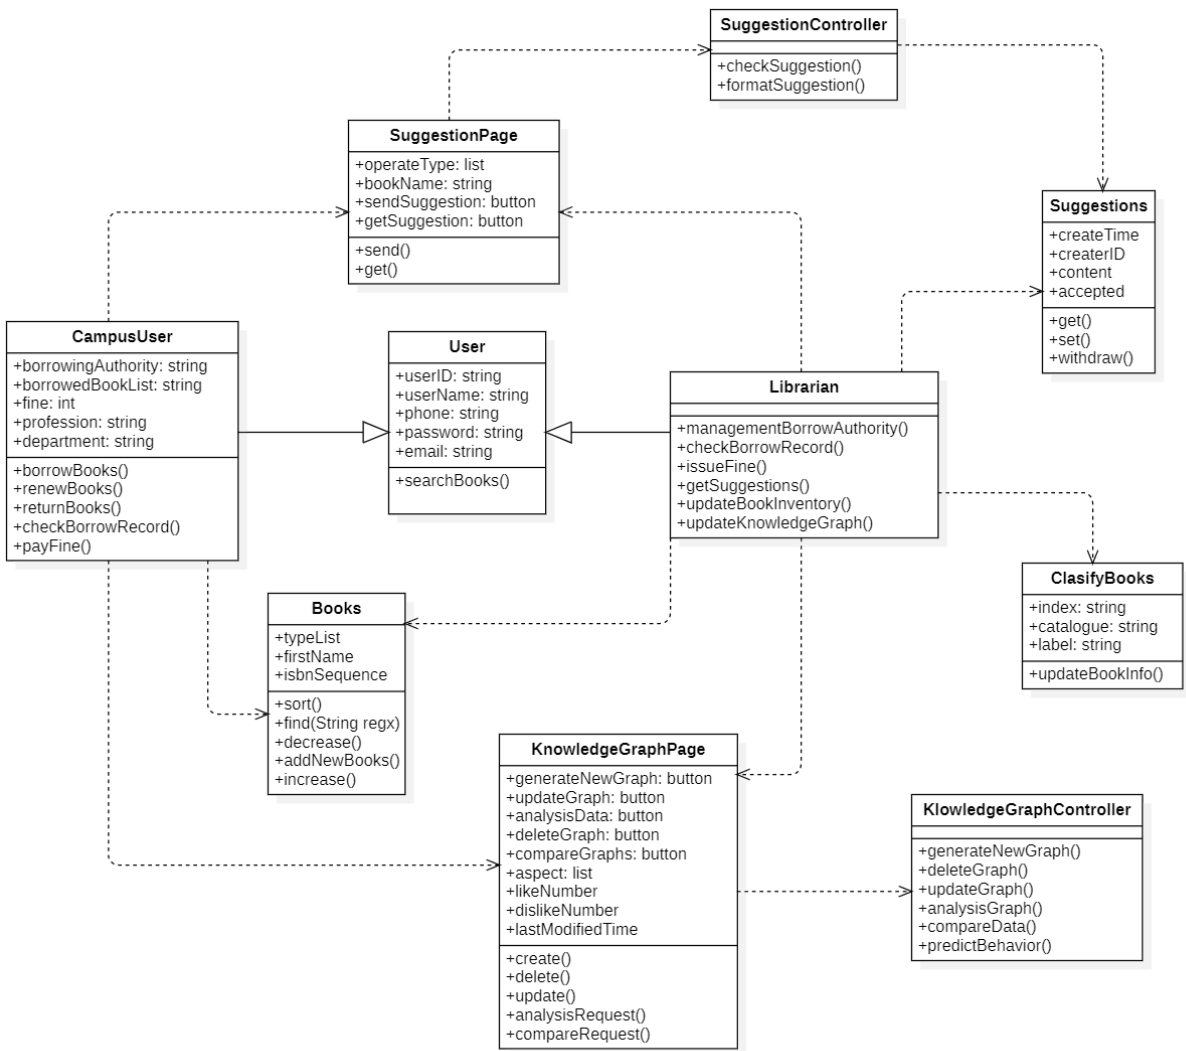 SuggestionController
+checkSuggestion()
+formatSuggestion()
SuggestionPage
+operateType: list
+bookName: string
+sendSuggestion: button
+getSuggestion: button
+send()
+get()
Suggestions
+createTime
+createrID
+content
+accepted
+get()
+set()
+withdraw()
CampusUser
+borrowingAuthority: string
+borrowedBookList: string
+fine: int
+profession: string
+department: string
+borrowBooks()
+renewBooks()
+returnBooks()
+checkBorrowRecord()
+payFine()
User
+userID: string
+userName: string
+phone: string
+password: string
+email: string
+searchBooks()
Librarian
+managementBorrowAuthority()
+checkBorrowRecord()
+issueFine()
+getSuggestions()
+updateBookInventory()
+updateKnowledgeGraph()
ClasifyBooks
+index: string
+catalogue: string
+label: string
+updateBookInfo()
Books
+typeList
+firstName
+isbnSequence
+sort()
+find(String regx)
+decrease()
+addNewBooks()
+increase()
KnowledgeGraphPage
+generateNewGraph: button
+updateGraph: button
+analysisData: button
+deleteGraph: button
+compareGraphs: button
+aspect: list
+likeNumber
+dislikeNumber
+lastModifiedTime
+create()
+delete()
+update()
+analysisRequest()
+compareRequest()
KlowledgeGraphController
+generateNewGraph()
+deleteGraph()
+updateGraph()
+analysisGraph()
+compareData()
+predictBehavior()